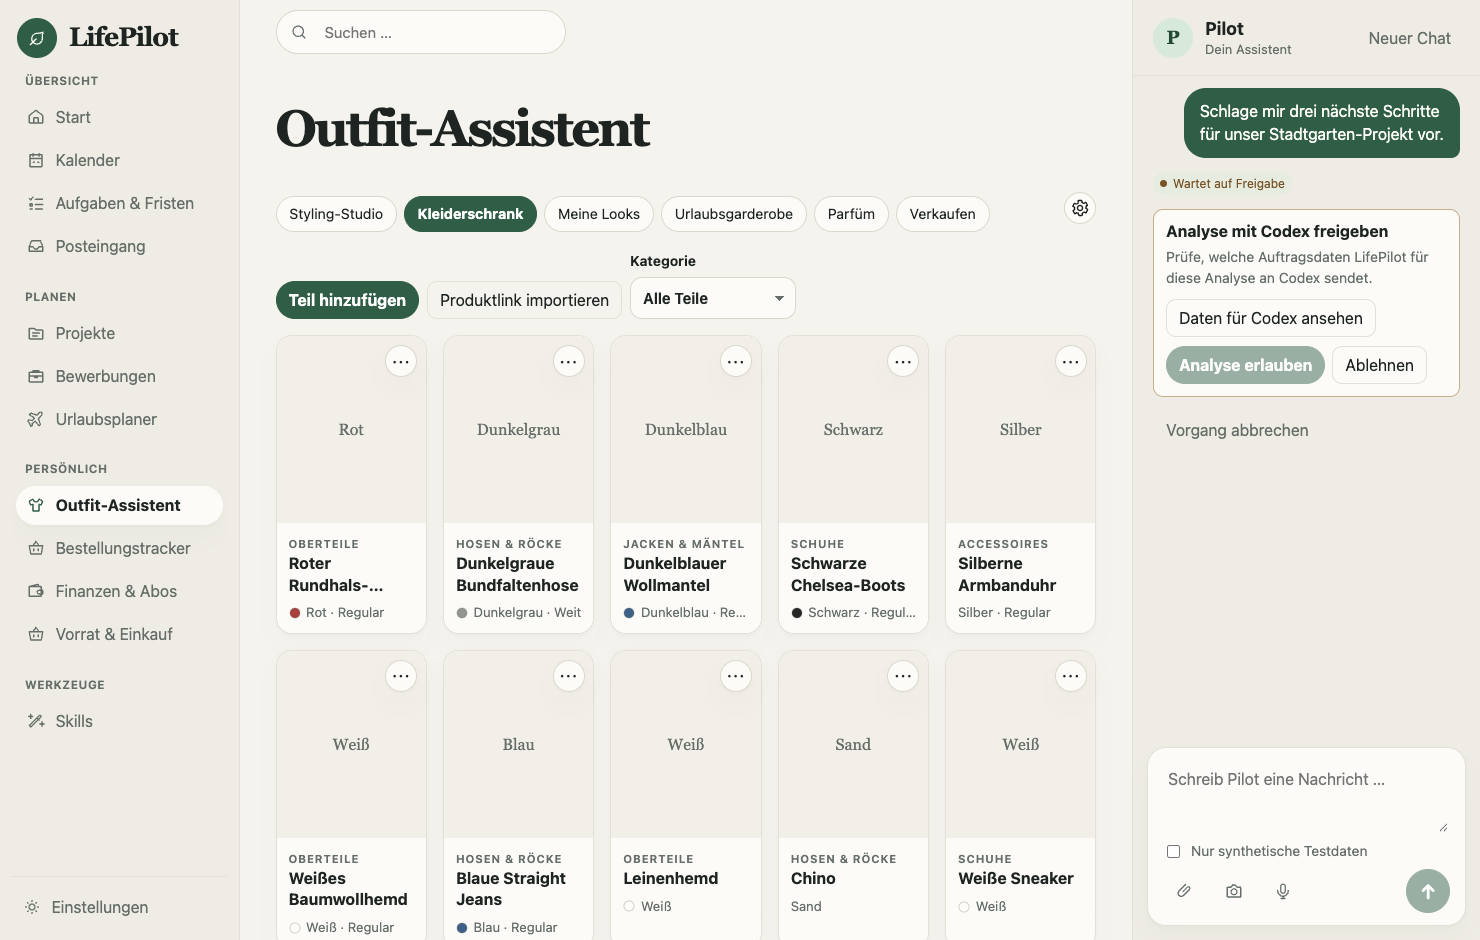 LifePilot
ÜBERSICHT
Start
Kalender
Aufgaben & Fristen
Posteingang
PLANEN
Projekte
Bewerbungen
Urlaubsplaner
PERSÖNLICH
Outfit-Assistent
Bestellungstracker
Finanzen & Abos
Vorrat & Einkauf
WERKZEUGE
Skills
Einstellungen
Suchen ...
Outfit-Assistent
Styling-Studio
Kleiderschrank
Meine Looks
Urlaubsgarderobe
Parfüm
Verkaufen
Kategorie
Teil hinzufügen
Produktlink importieren
Alle Teile
Rot
OBERTEILE
Roter
Rundhals-...
Rot · Regular
Dunkelgrau
HOSEN & RÖCKE
Dunkelgraue
Bundfaltenhose
Dunkelgrau · Weit
Dunkelblau
JACKEN & MÄNTEL
Dunkelblauer
Wollmantel
Dunkelblau · Re...
Schwarz
SCHUHE
Schwarze
Chelsea-Boots
Schwarz · Regul...
Silber
ACCESSOIRES
Silberne
Armbanduhr
Silber · Regular
Weiß
OBERTEILE
Weißes
Baumwollhemd
Weiß · Regular
Blau
HOSEN & RÖCKE
Blaue Straight
Jeans
Blau · Regular
Weiß
OBERTEILE
Leinenhemd
Weiß
Sand
HOSEN & RÖCKE
Chino
Sand
Weiß
SCHUHE
Weiße Sneaker
Weiß
P
Pilot
Dein Assistent
Neuer Chat
Schlage mir drei nächste Schritte
für unser Stadtgarten-Projekt vor.
Wartet auf Freigabe
Analyse mit Codex freigeben
Prüfe, welche Auftragsdaten LifePilot für
diese Analyse an Codex sendet.
Daten für Codex ansehen
Analyse erlauben
Ablehnen
Vorgang abbrechen
Schreib Pilot eine Nachricht ...
Nur synthetische Testdaten